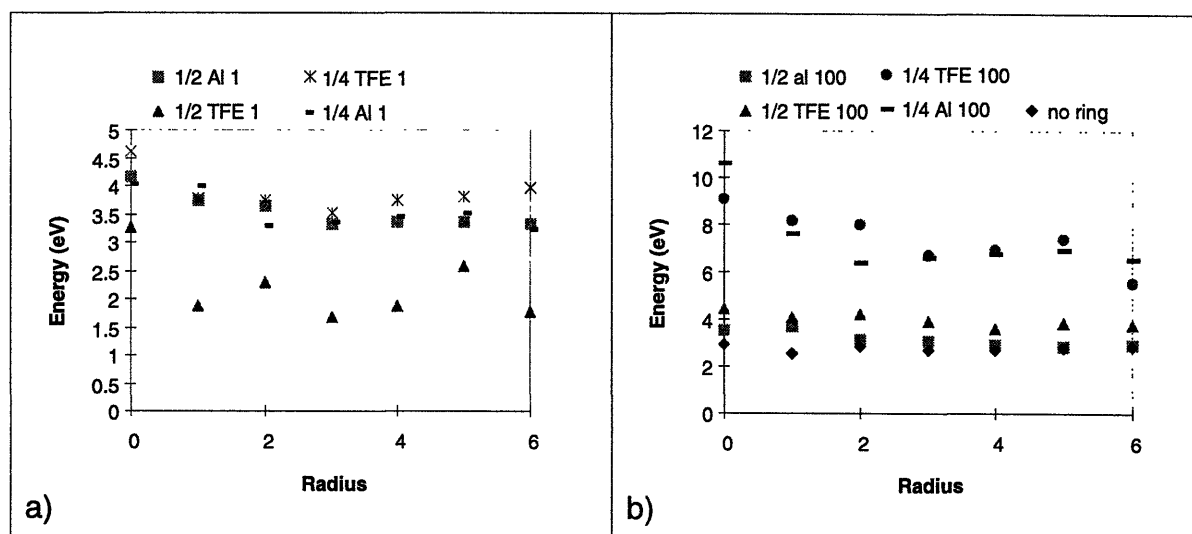 1/2 Al 1 1/4 TFE 1
1/2 TFE 1 1/4 Al 1
5
4.5
4
3.5
3
2.5
2
1.5
1
0.5
0
Energy (eV)
0 2 4 6
Radius
a)
1/2 al 100 1/4 TFE 100
1/2 TFE 100 1/4 Al 100 no ring
12
10
8
6
4
2
0
Energy (eV)
0 2 4 6
Radius
b)